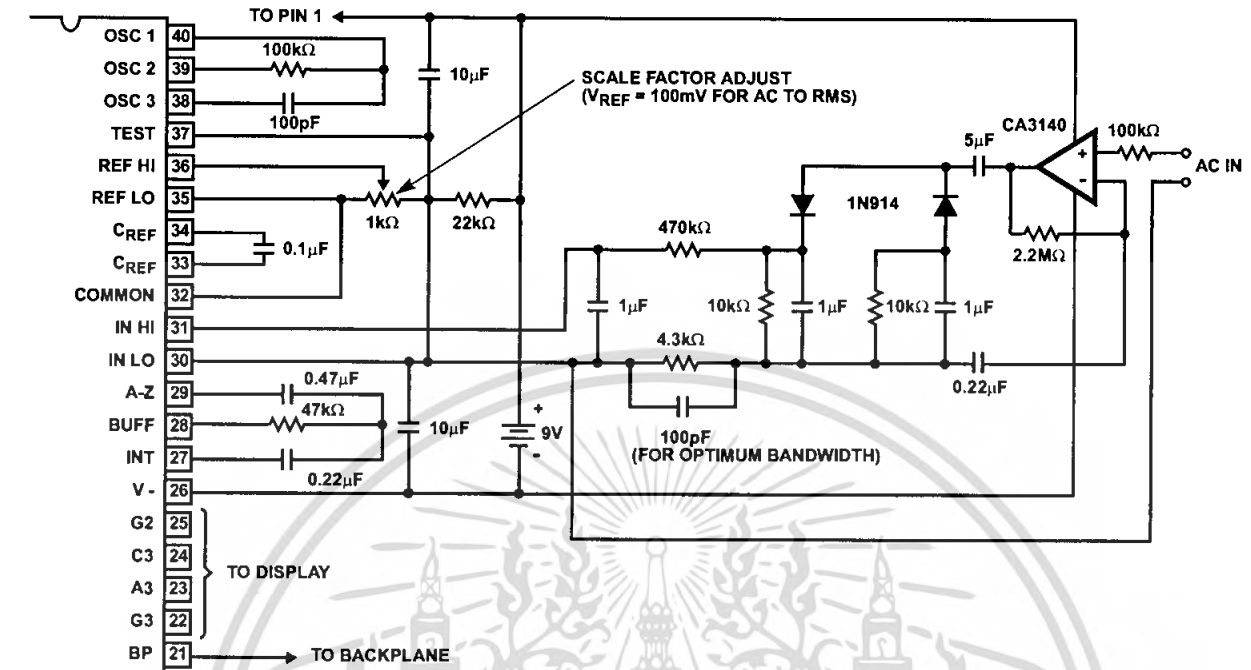 TO PIN 1
OSC 1 40
OSC 2 39
OSC 3 38
TEST 37
REF HI 36
REF LO 35
CREF 34
CREF 33
COMMON 32
IN HI 31
IN LO 30
A-Z 29
BUFF 28
INT 27
V - 26
G2 25
C3 24
A3 23
G3 22
BP 21
100kΩ
100pF
10µF
SCALE FACTOR ADJUST
(VREF = 100mV FOR AC TO RMS)
1kΩ
22kΩ
0.1µF
CA3140
100kΩ
5µF
+
-
AC IN
1N914
2.2MΩ
470kΩ
1µF
10kΩ
1µF
10kΩ
1µF
4.3kΩ
0.22µF
100pF
(FOR OPTIMUM BANDWIDTH)
0.47µF
47kΩ
0.22µF
10µF
+
9V
-
TO DISPLAY
TO BACKPLANE